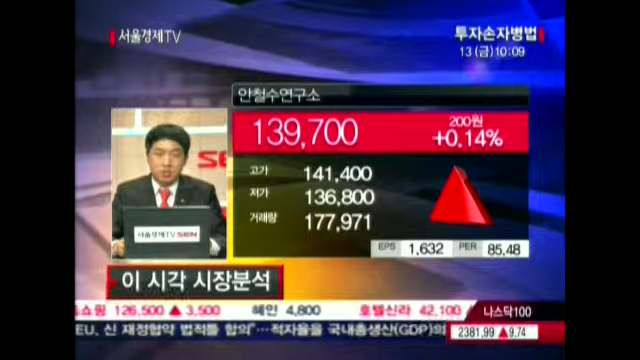 서울경제TV
투자손자병법
13 (금) 10:09
안철수연구소
139,700
200원
+0.14%
고가 141,400
저가 136,800
거래량 177,971
EPS 1,632 PER 85.48
서울경제TV SEN
이 시각 시장분석
쇼핑 126,500 ▲ 3,500 혜인 4,800 호텔신라 42,100
나스닥100
EU, 신 재정협약 법적틀 합의"…적자율을 국내총생산(GDP)의
2381.99 ▲9.74